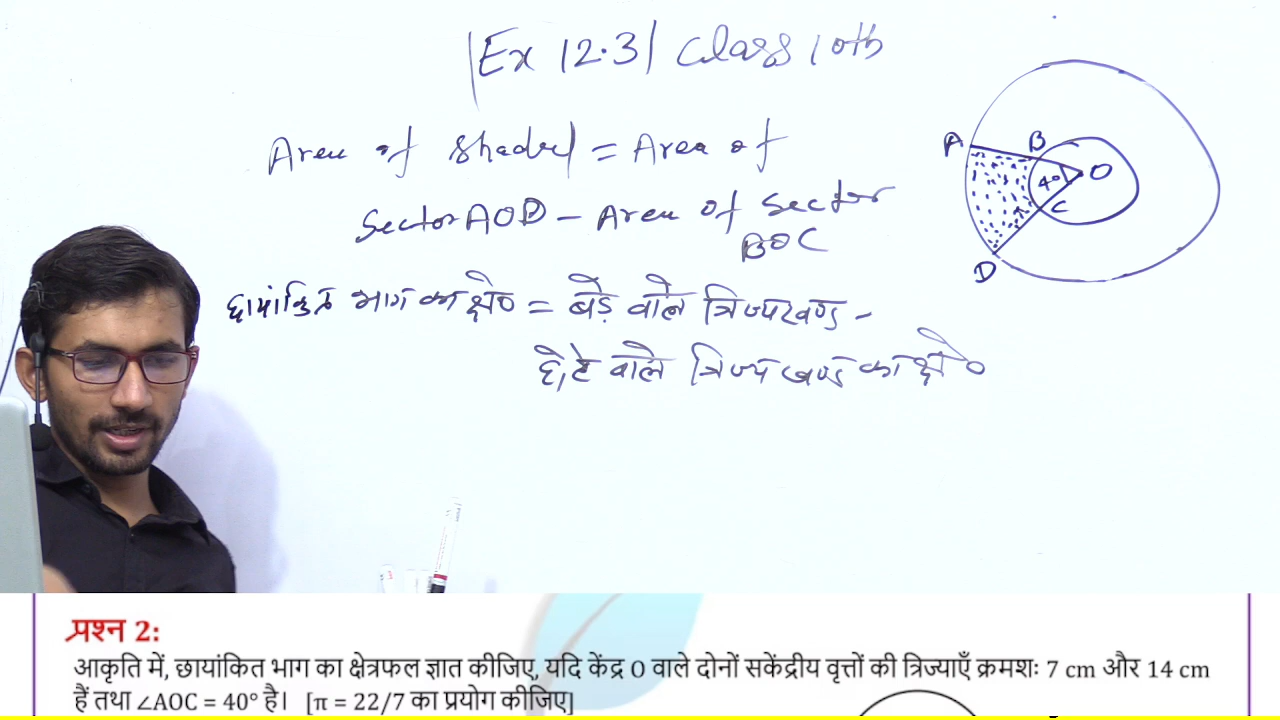 Ex 12.3 Class 10th
Area of Shaded = Area of
Sector AOD - Area of Sector
BOC
छायांकित भाग का क्षे० = बड़े वाले त्रिज्यखण्ड -
छोटे वाले त्रिज्यखण्ड का क्षे०
A
B
O
40
C
D
प्रश्न 2:
आकृति में, छायांकित भाग का क्षेत्रफल ज्ञात कीजिए, यदि केंद्र O वाले दोनों सकेंद्रीय वृत्तों की त्रिज्याएँ क्रमशः 7 cm और 14 cm
हैं तथा ∠AOC = 40° है। [π = 22/7 का प्रयोग कीजिए]